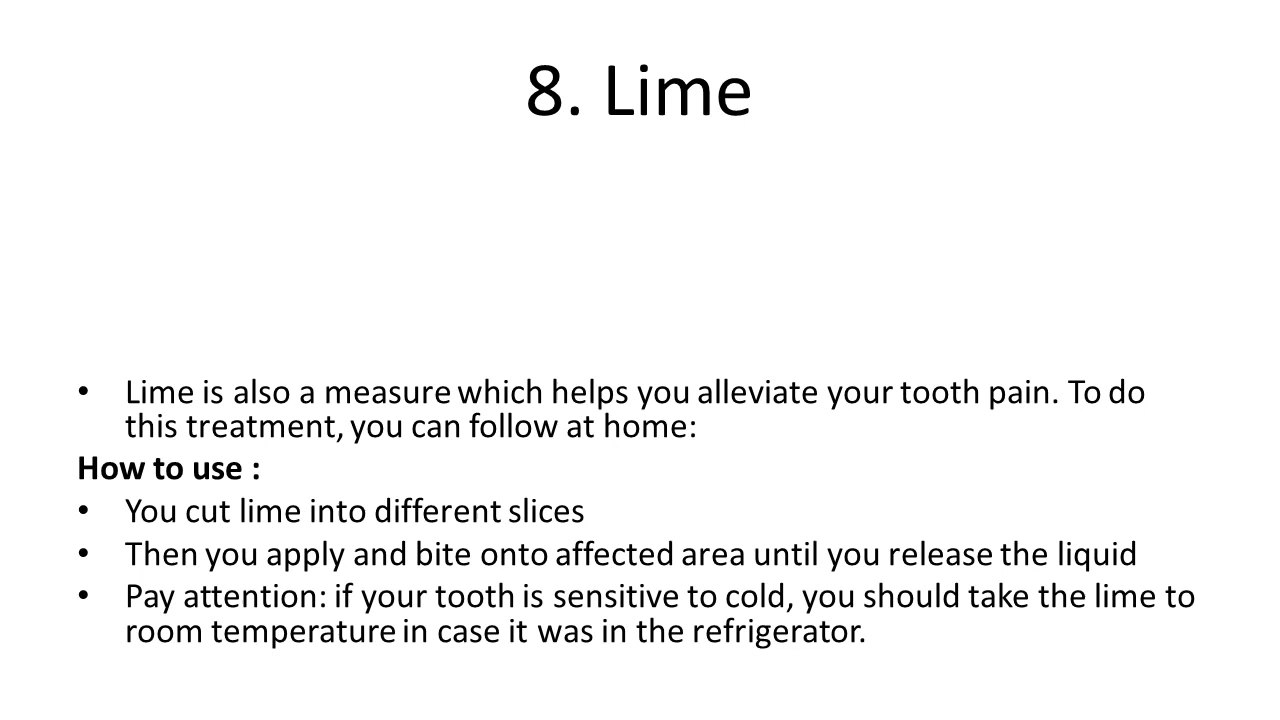 8. Lime
• Lime is also a measure which helps you alleviate your tooth pain. To do
this treatment, you can follow at home:
How to use :
• You cut lime into different slices
• Then you apply and bite onto affected area until you release the liquid
• Pay attention: if your tooth is sensitive to cold, you should take the lime to
room temperature in case it was in the refrigerator.